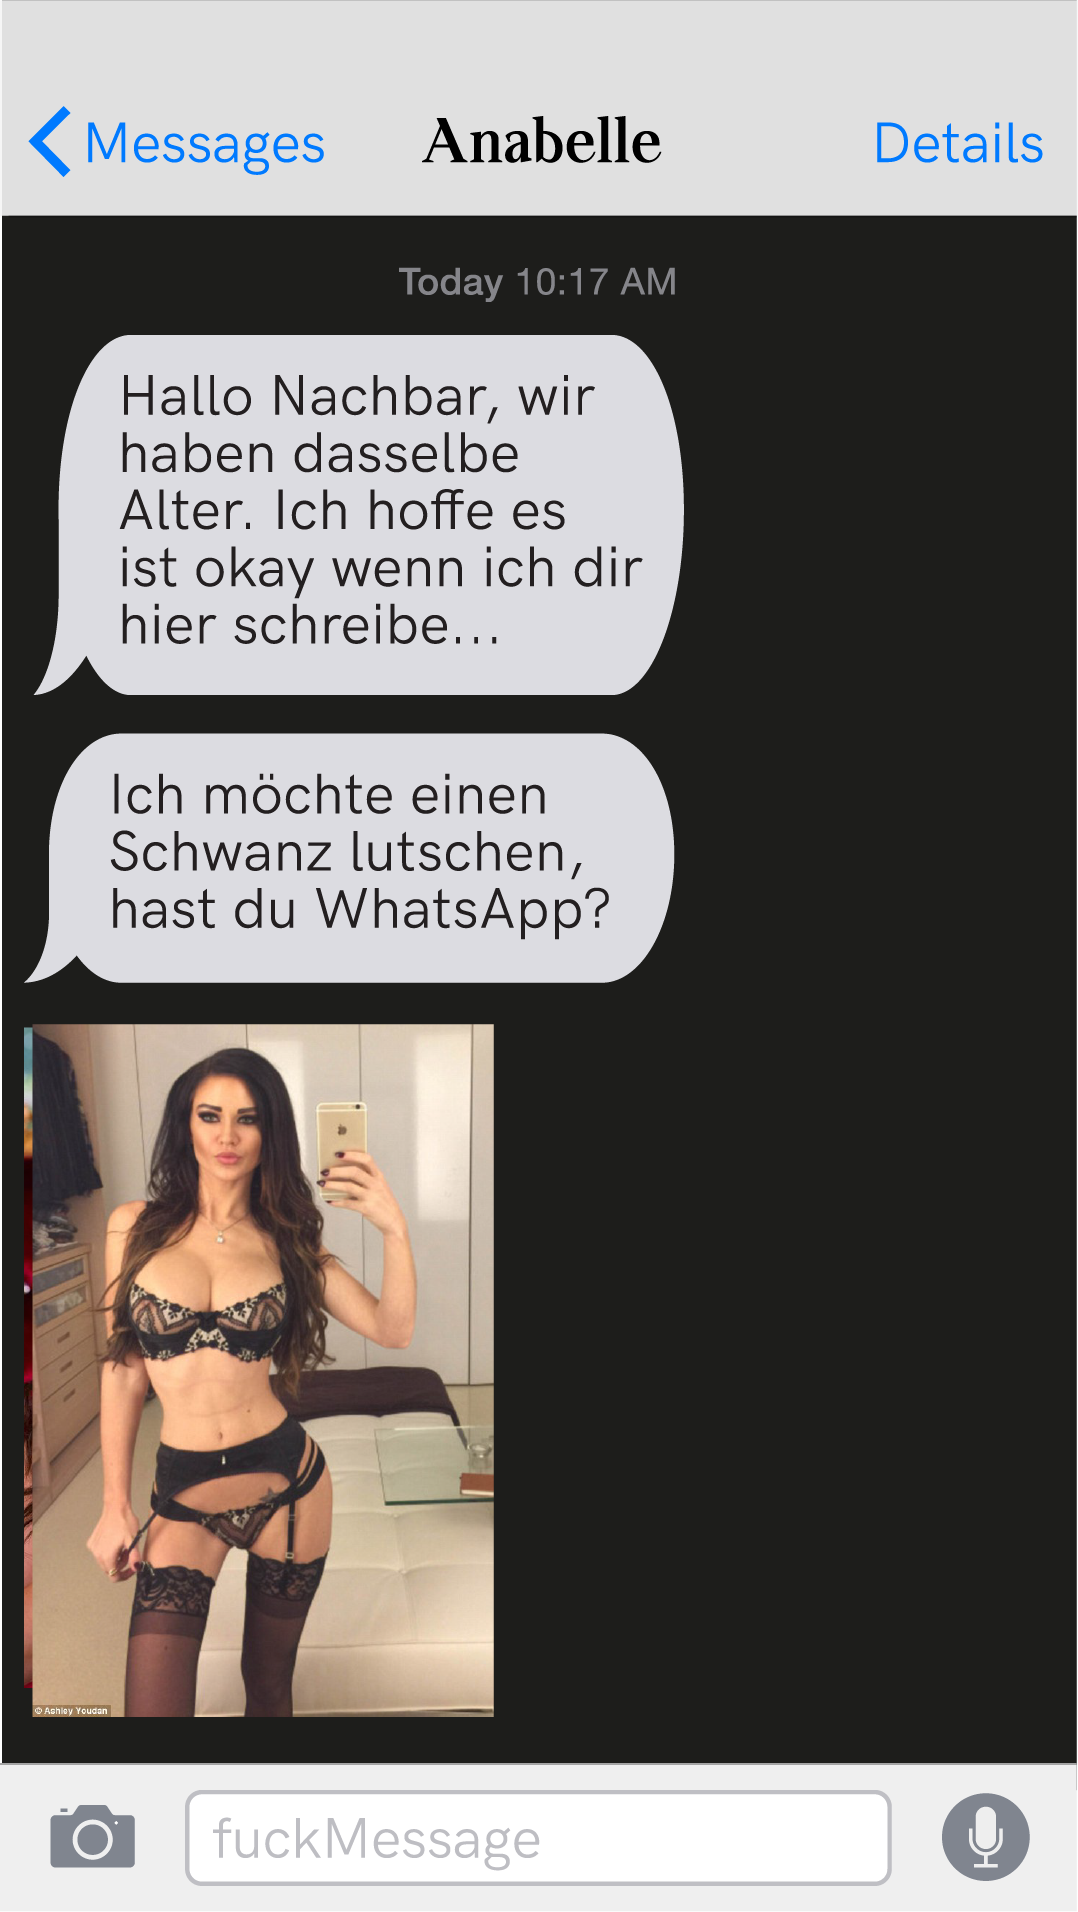 Messages Anabelle Details
Today 10:17 AM
Hallo Nachbar, wir
haben dasselbe
Alter. Ich hoffe es
ist okay wenn ich dir
hier schreibe...
Ich möchte einen
Schwanz lutschen,
hast du WhatsApp?
© Ashley Youdan
fuckMessage